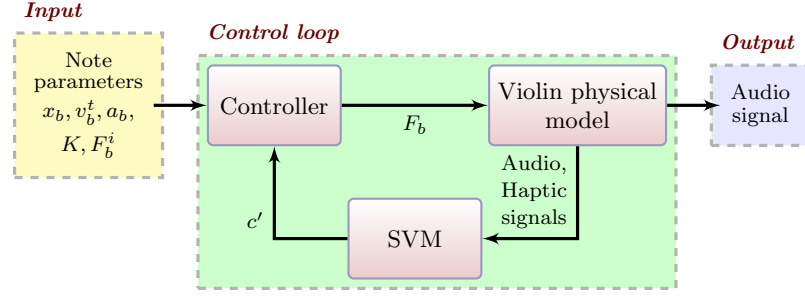 Input
Note
parameters
$x_b, v_b^t, a_b,$
$K, F_b^i$
Control loop
Controller
$F_b$
Violin physical
model
Audio,
Haptic
signals
$c'$
SVM
Output
Audio
signal